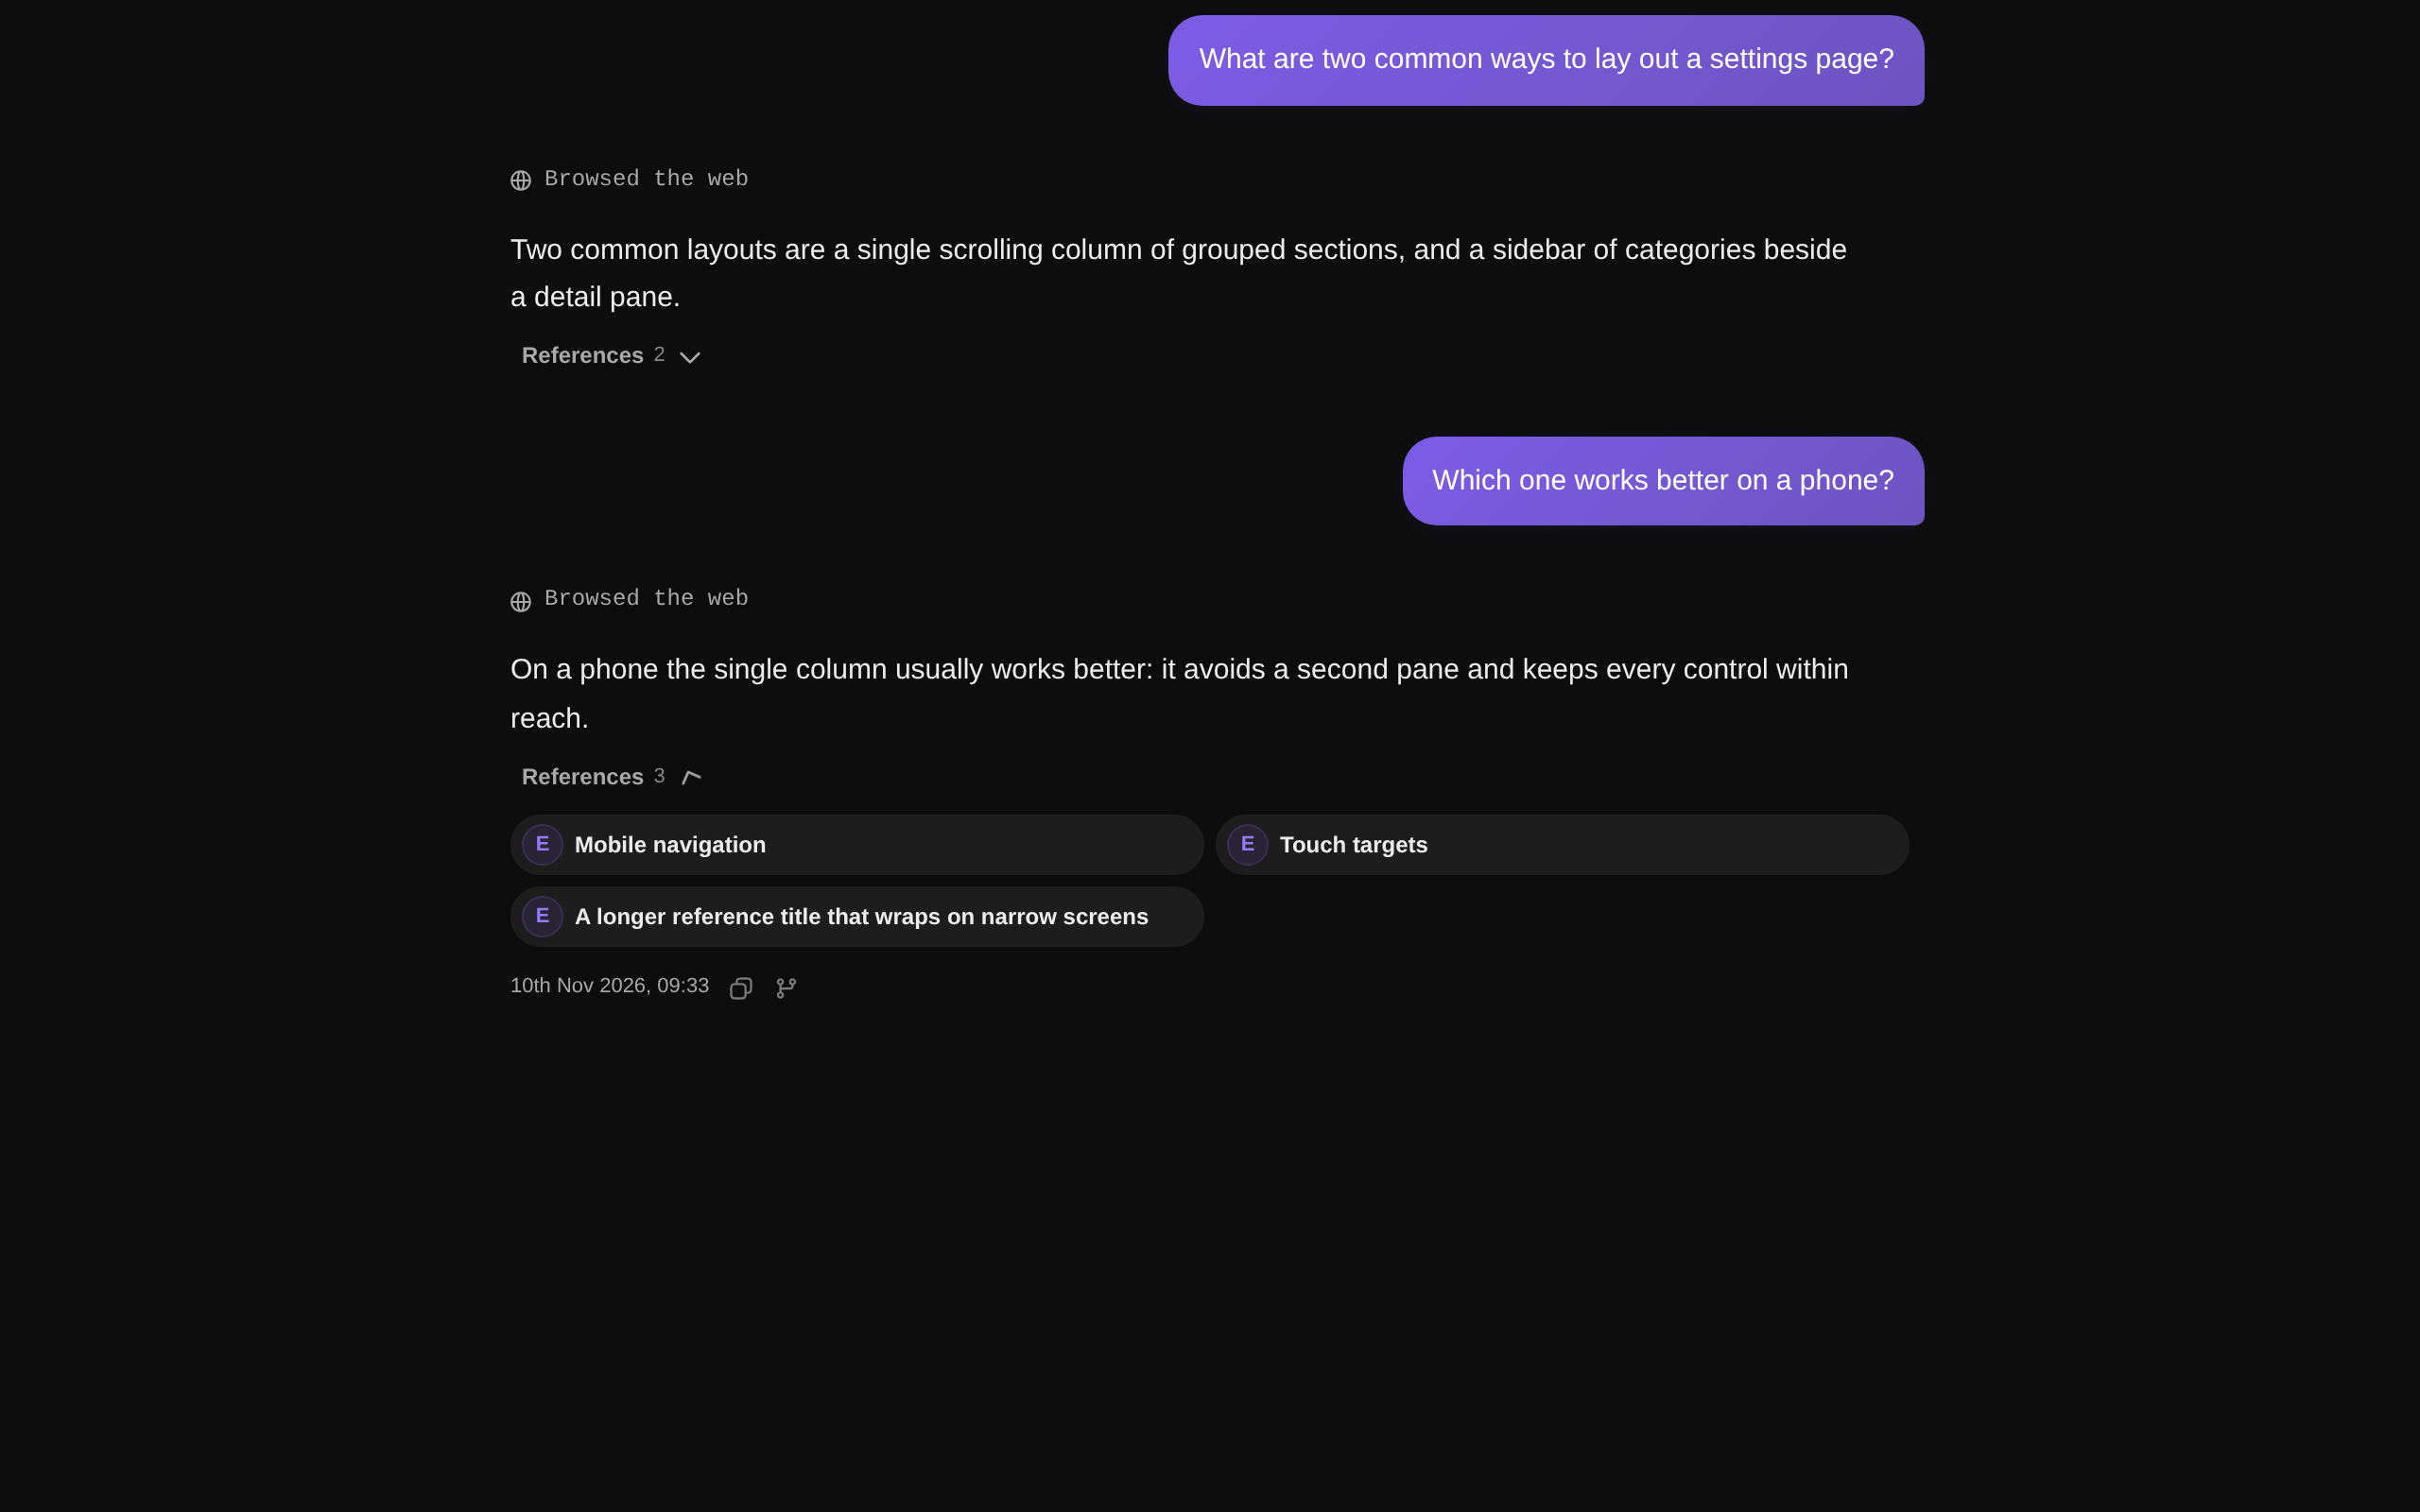 What are two common ways to lay out a settings page?
Browsed the web
Two common layouts are a single scrolling column of grouped sections, and a sidebar of categories beside
a detail pane.
References 2
Which one works better on a phone?
Browsed the web
On a phone the single column usually works better: it avoids a second pane and keeps every control within
reach.
References 3
E Mobile navigation
E Touch targets
E A longer reference title that wraps on narrow screens
10th Nov 2026, 09:33